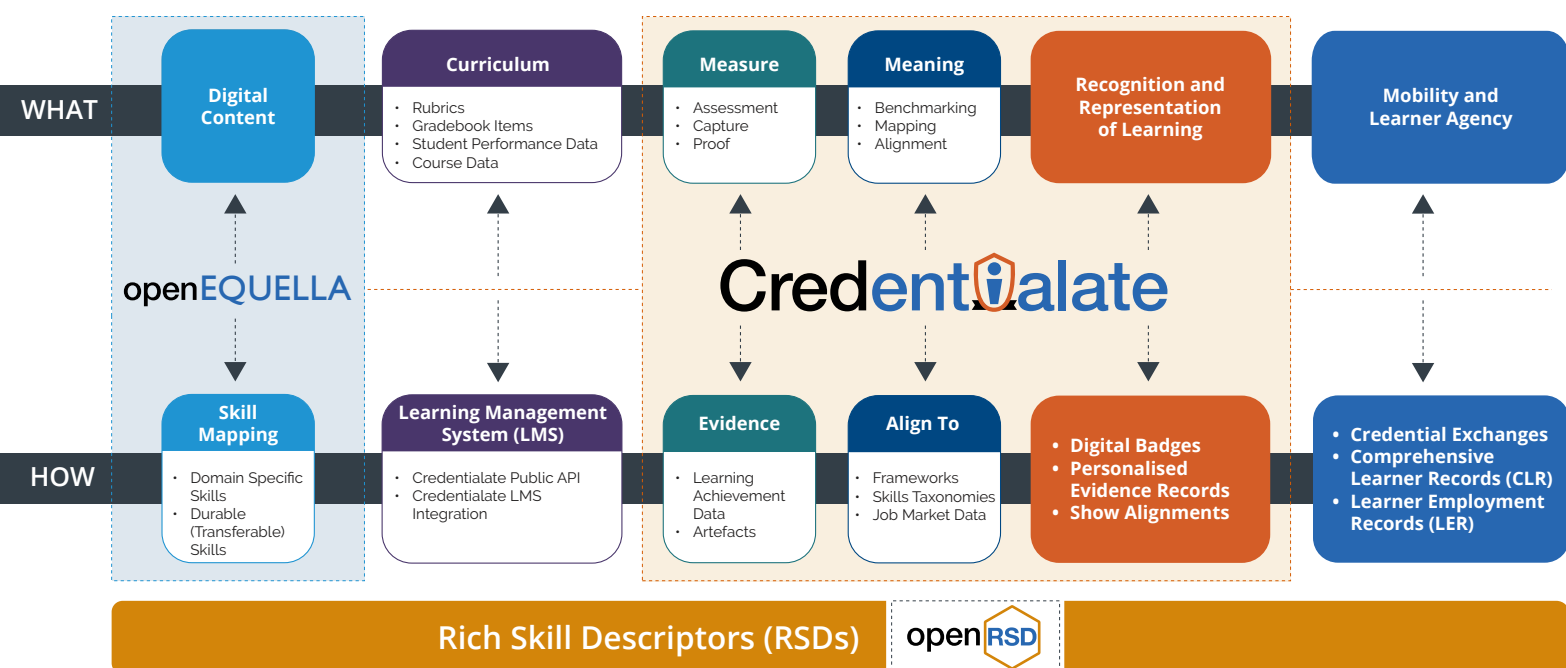 WHAT
Digital
Content
Curriculum
• Rubrics
• Gradebook Items
• Student Performance Data
• Course Data
Measure
• Assessment
• Capture
• Proof
Meaning
• Benchmarking
• Mapping
• Alignment
Recognition and
Representation
of Learning
Mobility and
Learner Agency
openEQUELLA
Credentialate
HOW
Skill
Mapping
• Domain Specific
Skills
• Durable
(Transferable)
Skills
Learning Management
System (LMS)
• Credentialate Public API
• Credentialate LMS
Integration
Evidence
• Learning
Achievement
Data
• Artefacts
Align To
• Frameworks
• Skills Taxonomies
• Job Market Data
• Digital Badges
• Personalised
Evidence Records
• Show Alignments
• Credential Exchanges
• Comprehensive
Learner Records (CLR)
• Learner Employment
Records (LER)
Rich Skill Descriptors (RSDs)
open RSD